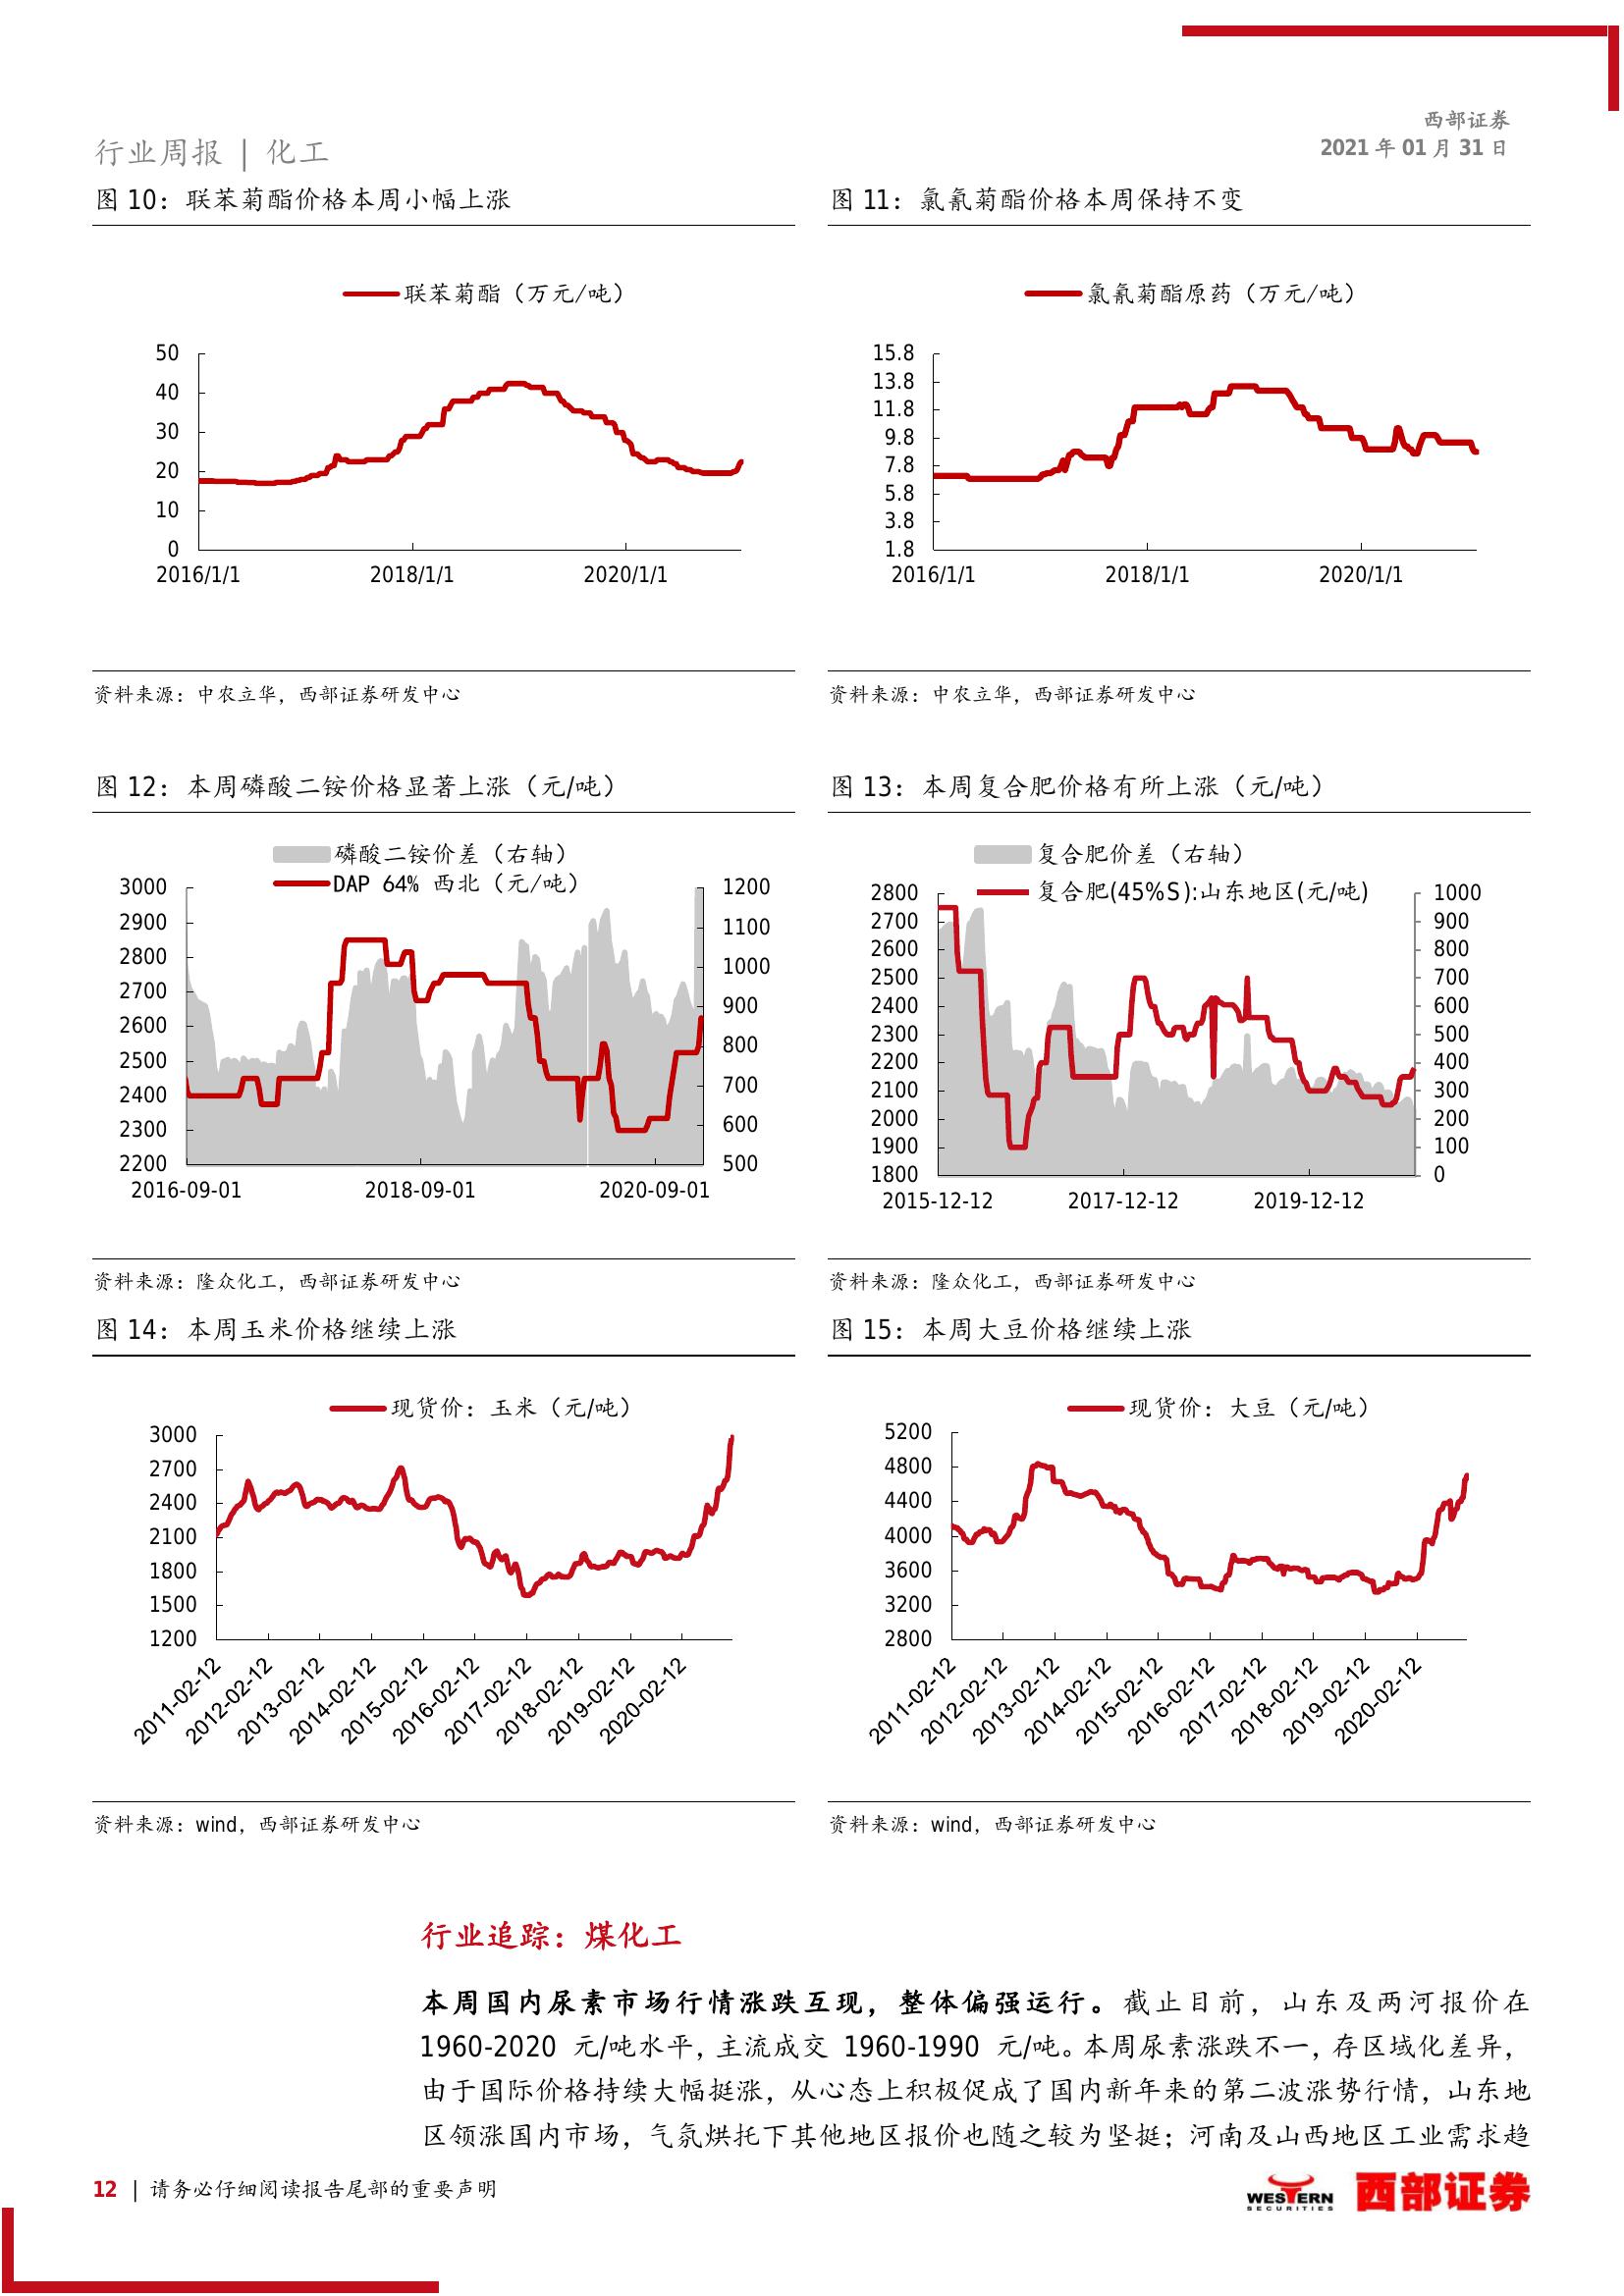 西部证券
行业周报 | 化工
2021 年 01 月 31 日
图 10：联苯菊酯价格本周小幅上涨
联苯菊酯（万元/吨）
50
40
30
20
10
0
2016/1/1 2018/1/1 2020/1/1
资料来源：中农立华，西部证券研发中心
图 11：氯氰菊酯价格本周保持不变
氯氰菊酯原药（万元/吨）
15.8
13.8
11.8
9.8
7.8
5.8
3.8
1.8
2016/1/1 2018/1/1 2020/1/1
资料来源：中农立华，西部证券研发中心
图 12：本周磷酸二铵价格显著上涨（元/吨）
磷酸二铵价差（右轴）
DAP 64% 西北（元/吨）
3000 1200
2900 1100
2800 1000
2700 900
2600 800
2500 700
2400 600
2300 500
2200
2016-09-01 2018-09-01 2020-09-01
资料来源：隆众化工，西部证券研发中心
图 13：本周复合肥价格有所上涨（元/吨）
复合肥价差（右轴）
复合肥(45%S):山东地区(元/吨)
2800 1000
2700 900
2600 800
2500 700
2400 600
2300 500
2200 400
2100 300
2000 200
1900 100
1800 0
2015-12-12 2017-12-12 2019-12-12
资料来源：隆众化工，西部证券研发中心
图 14：本周玉米价格继续上涨
现货价：玉米（元/吨）
3000
2700
2400
2100
1800
1500
1200
2011-02-12 2012-02-12 2013-02-12 2014-02-12 2015-02-12 2016-02-12 2017-02-12 2018-02-12 2019-02-12 2020-02-12
资料来源：wind，西部证券研发中心
图 15：本周大豆价格继续上涨
现货价：大豆（元/吨）
5200
4800
4400
4000
3600
3200
2800
2011-02-12 2012-02-12 2013-02-12 2014-02-12 2015-02-12 2016-02-12 2017-02-12 2018-02-12 2019-02-12 2020-02-12
资料来源：wind，西部证券研发中心
行业追踪：煤化工
本周国内尿素市场行情涨跌互现，整体偏强运行。截止目前，山东及两河报价在
1960-2020 元/吨水平，主流成交 1960-1990 元/吨。本周尿素涨跌不一，存区域化差异，
由于国际价格持续大幅挺涨，从心态上积极促成了国内新年来的第二波涨势行情，山东地
区领涨国内市场，气氛烘托下其他地区报价也随之较为坚挺；河南及山西地区工业需求趋
12 | 请务必仔细阅读报告尾部的重要声明
WESTERN
SECURITIES
西部证券